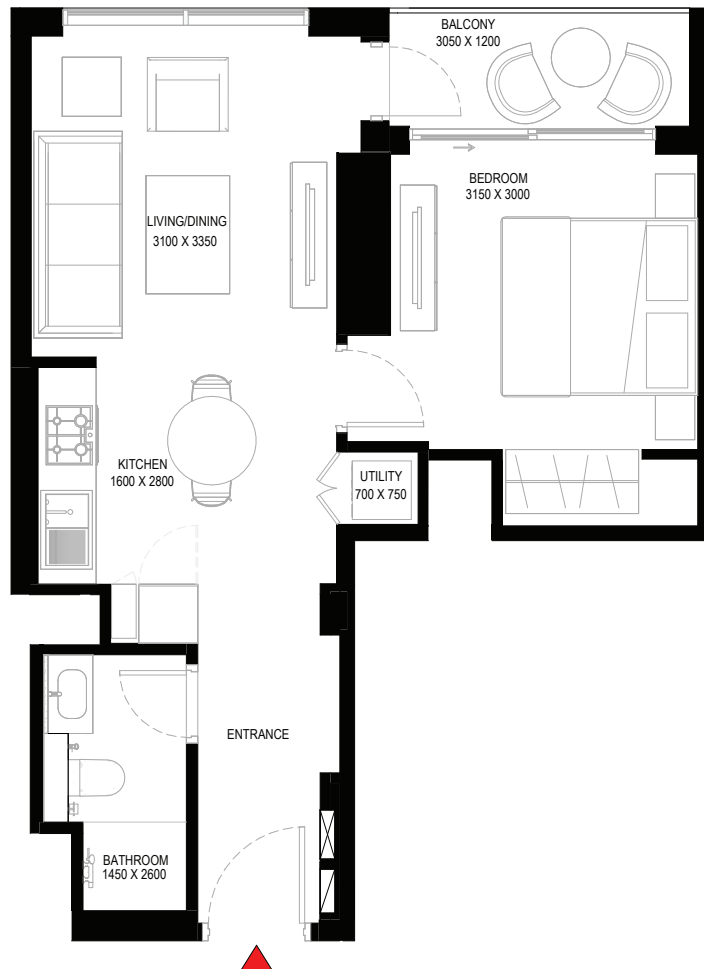 BALCONY
3050 X 1200
BEDROOM
3150 X 3000
LIVING/DINING
3100 X 3350
KITCHEN
1600 X 2800
UTILITY
700 X 750
ENTRANCE
BATHROOM
1450 X 2600